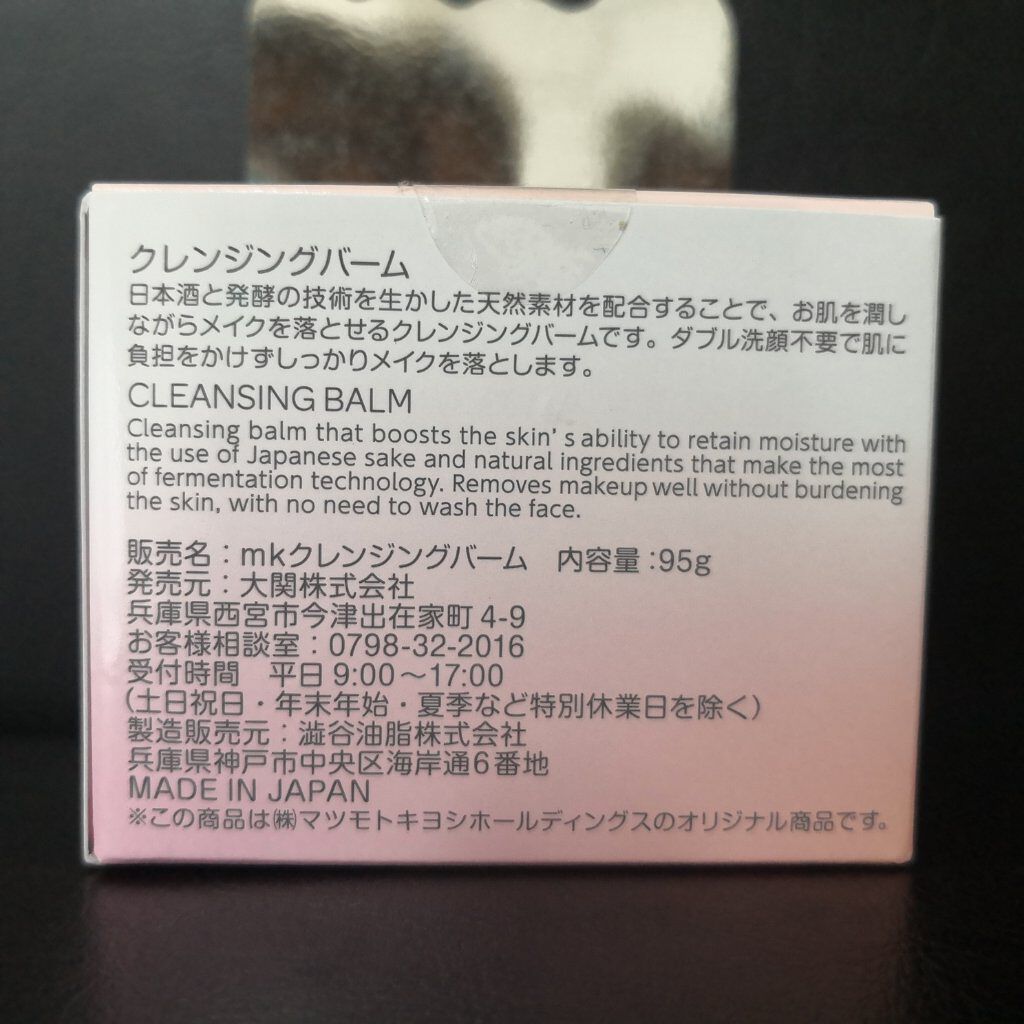 クレンジングバーム
日本酒と発酵の技術を生かした天然素材を配合することで、お肌を潤し
ながらメイクを落とせるクレンジングバームです。ダブル洗顔不要で肌に
負担をかけずしっかりメイクを落とします。
CLEANSING BALM
Cleansing balm that boosts the skin's ability to retain moisture with
the use of Japanese sake and natural ingredients that make the most
of fermentation technology. Removes makeup well without burdening
the skin, with no need to wash the face.
販売名：mkクレンジングバーム　内容量：95g
発売元：大関株式会社
兵庫県西宮市今津出在家町 4-9
お客様相談室：0798-32-2016
受付時間　平日 9:00～17:00
(土日祝日・年末年始・夏季など特別休業日を除く)
製造販売元：澁谷油脂株式会社
兵庫県神戸市中央区海岸通6番地
MADE IN JAPAN
※この商品は㈱マツモトキヨシホールディングスのオリジナル商品です。